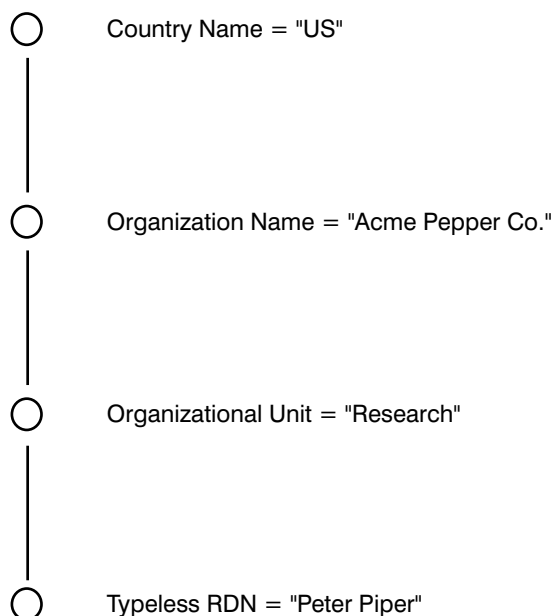 Country Name = "US"
Organization Name = "Acme Pepper Co."
Organizational Unit = "Research"
Typeless RDN = "Peter Piper"